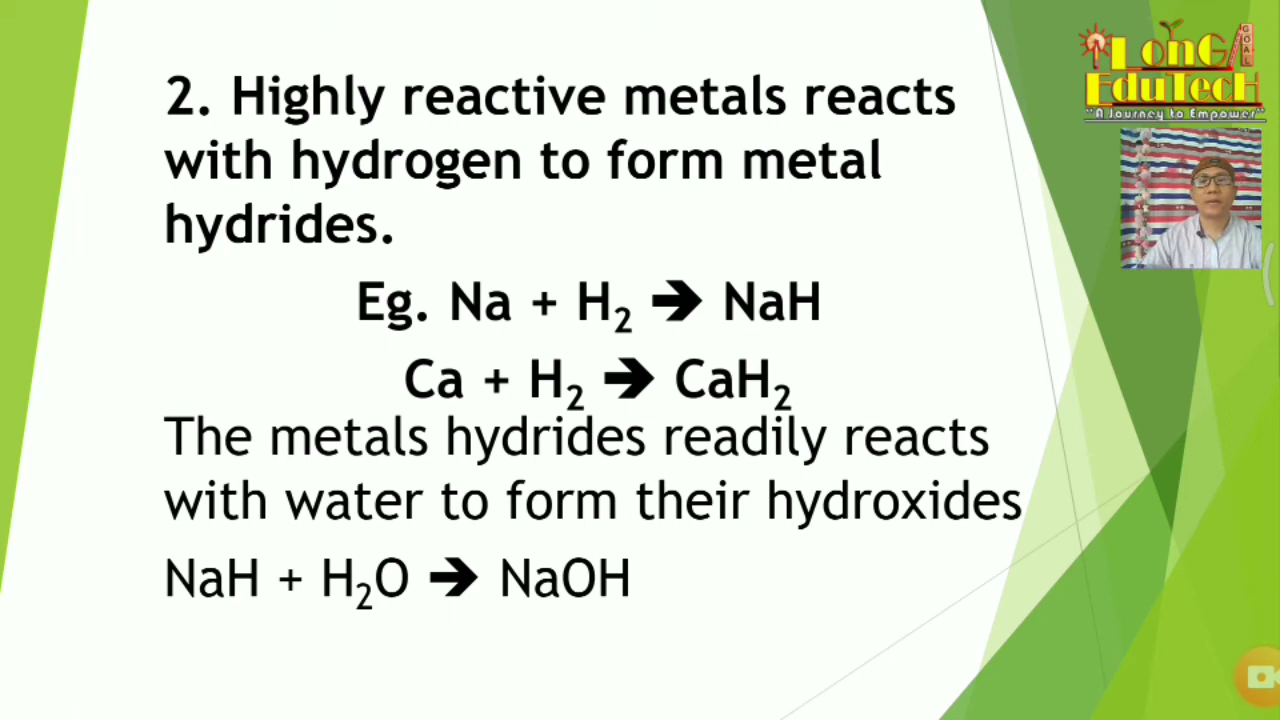 LonG
GOAL
EduTecH
"A Journey to Empower"
2. Highly reactive metals reacts
with hydrogen to form metal
hydrides.
Eg. Na + H₂ ➔ NaH
Ca + H₂ ➔ CaH₂
The metals hydrides readily reacts
with water to form their hydroxides
NaH + H₂O ➔ NaOH